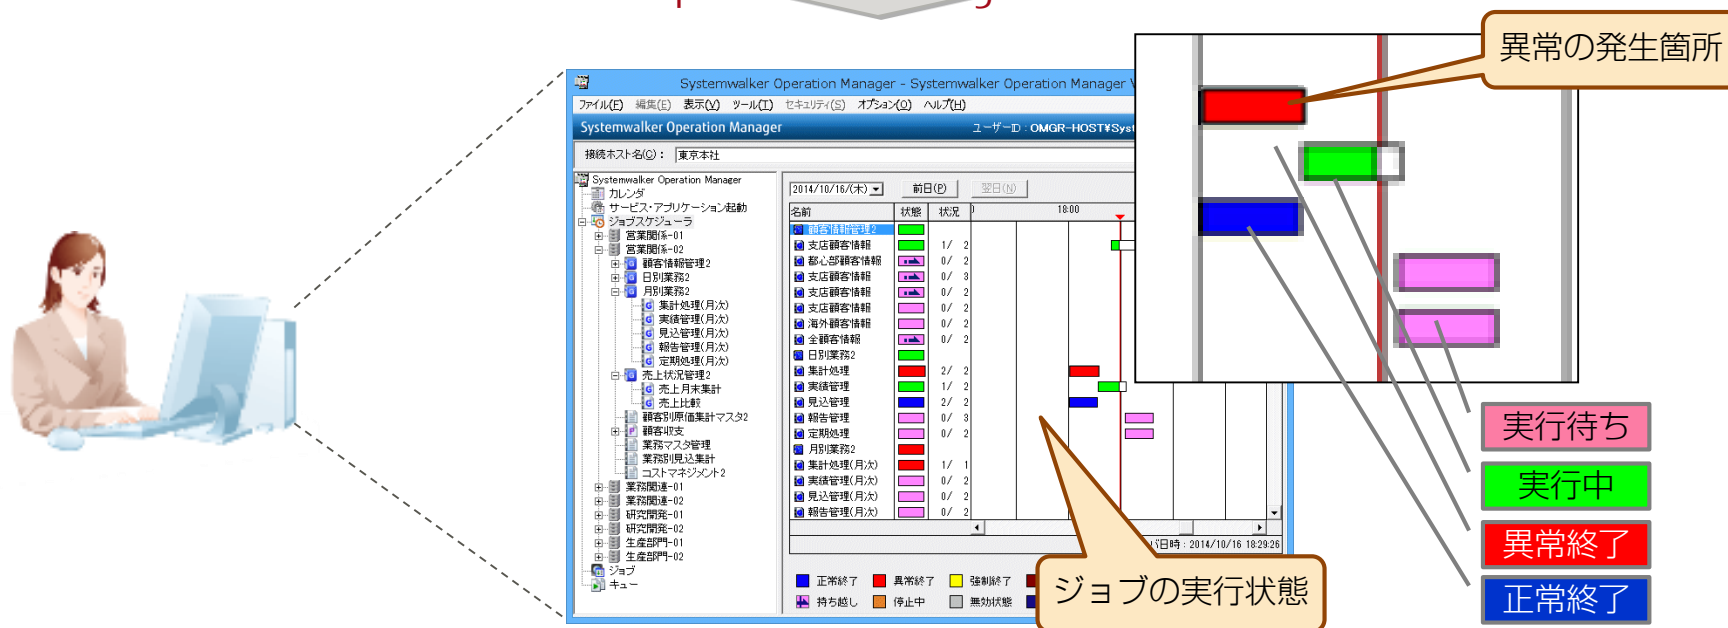 異常の発生箇所
Systemwalker Operation Manager - Systemwalker Operation Manager
ファイル(F) 編集(E) 表示(V) ツール(T) セキュリティ(S) オプション(O) ヘルプ(H)
Systemwalker Operation Manager
ユーザーID : OMGR-HOST¥Syst
接続ホスト名(C) : 東京本社
Systemwalker Operation Manager
カレンダ
サービス・アプリケーション起動
ジョブスケジューラ
営業関係-01
営業関係-02
顧客情報管理2
日別業務2
月別業務2
集計処理(月次)
実績管理(月次)
見込管理(月次)
報告管理(月次)
定期処理(月次)
売上状況管理2
売上月末集計
売上比較
顧客別原価集計マスタ2
顧客収支
業務マスタ管理
業務別見込集計
コストマネジメント2
業務関連-01
業務関連-02
研究開発-01
研究開発-02
生産部門-01
生産部門-02
ジョブ
キュー
2014/10/16/(木) 前日(P) 翌日(N)
名前 状態 状況 18:00
顧客情報管理2
支店顧客情報 1/ 2
都心部顧客情報 0/ 2
支店顧客情報 0/ 3
支店顧客情報 0/ 2
支店顧客情報 0/ 2
海外顧客情報 0/ 2
全顧客情報 0/ 2
日別業務2
集計処理 2/ 2
実績管理 1/ 2
見込管理 2/ 2
報告管理 0/ 3
定期処理 0/ 2
月別業務2
集計処理(月次) 1/ 1
実績管理(月次) 0/ 2
見込管理(月次) 0/ 2
報告管理(月次) 0/ 2
日時 : 2014/10/16 18:29:26
正常終了 異常終了 強制終了
持ち越し 停止中 無効状態
ジョブの実行状態
実行待ち
実行中
異常終了
正常終了